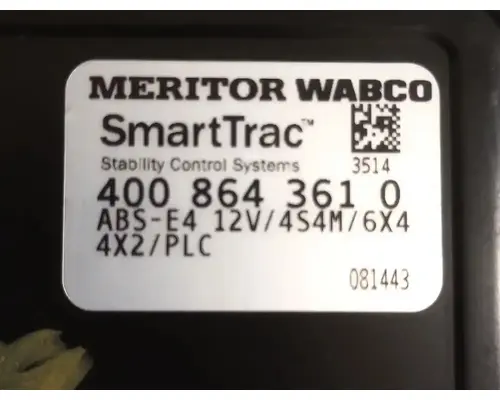 MERITOR WABCO
SmartTrac™
Stability Control Systems 3514
400 864 361 0
ABS-E4 12V/4S4M/6X4
4X2/PLC
081443